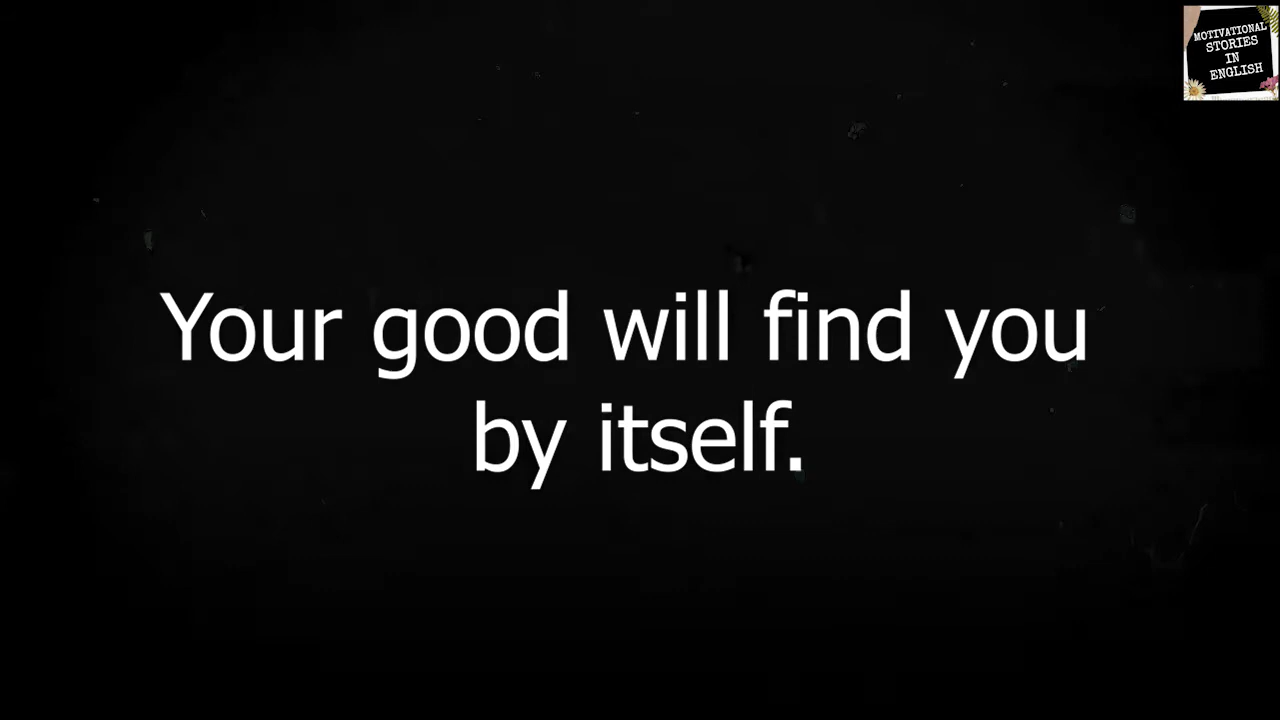 MOTIVATIONAL
STORIES
IN
ENGLISH
Your good will find you
by itself.